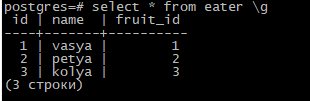 postgres=# select * from eater \g
 id | name  | fruit_id
----+-------+----------
  1 | vasya |        1
  2 | petya |        2
  3 | kolya |        3
(3 строки)